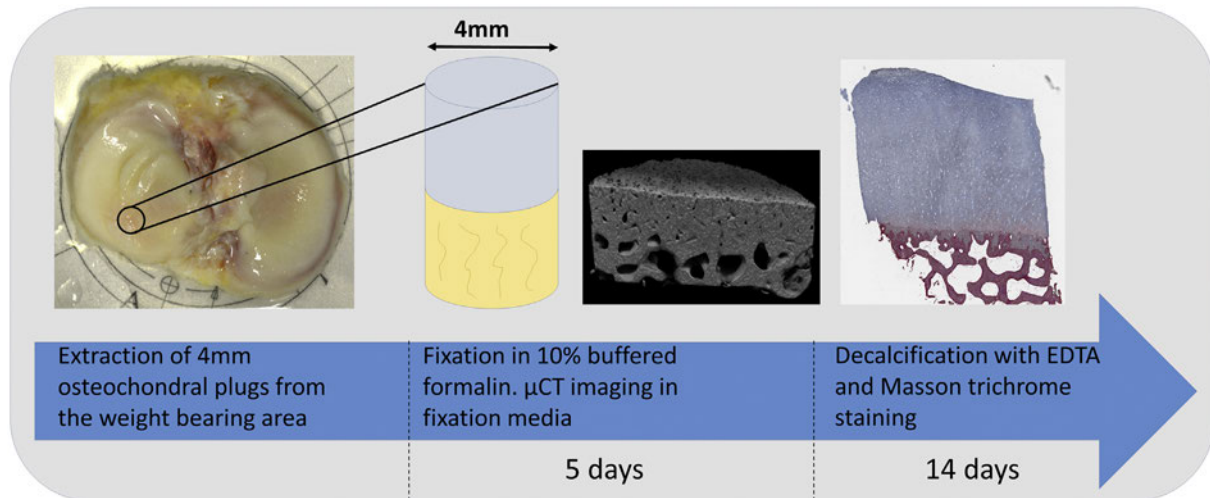 4mm
A
Extraction of 4mm
osteochondral plugs from
the weight bearing area
Fixation in 10% buffered
formalin. µCT imaging in
fixation media
Decalcification with EDTA
and Masson trichrome
staining
5 days
14 days